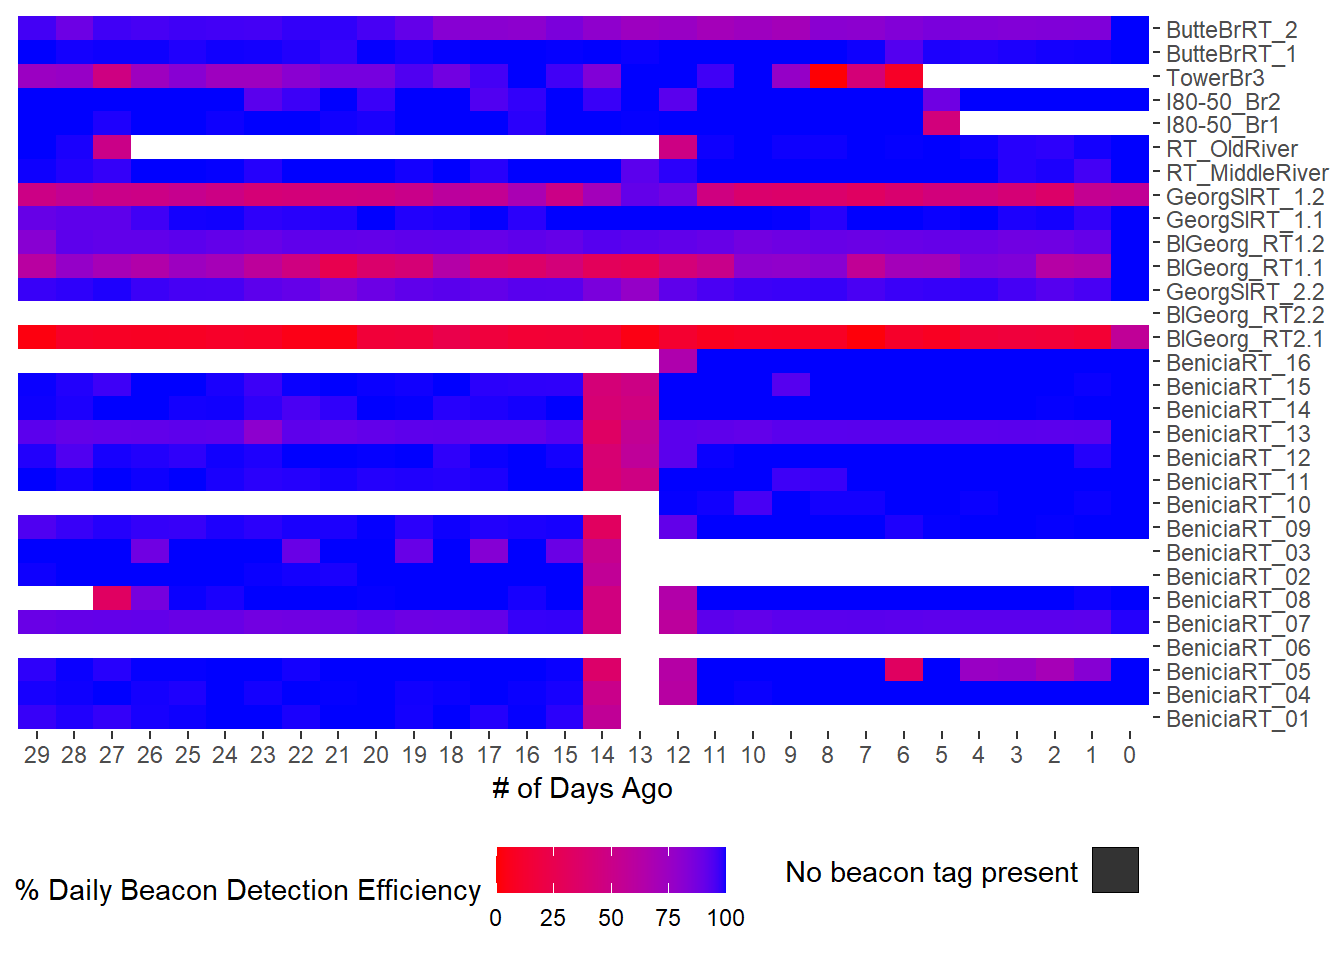 ButteBrRT_2
ButteBrRT_1
TowerBr3
I80-50_Br2
I80-50_Br1
RT_OldRiver
RT_MiddleRiver
GeorgSlRT_1.2
GeorgSlRT_1.1
BlGeorg_RT1.2
BlGeorg_RT1.1
GeorgSlRT_2.2
BlGeorg_RT2.2
BlGeorg_RT2.1
BeniciaRT_16
BeniciaRT_15
BeniciaRT_14
BeniciaRT_13
BeniciaRT_12
BeniciaRT_11
BeniciaRT_10
BeniciaRT_09
BeniciaRT_03
BeniciaRT_02
BeniciaRT_08
BeniciaRT_07
BeniciaRT_06
BeniciaRT_05
BeniciaRT_04
BeniciaRT_01
29 28 27 26 25 24 23 22 21 20 19 18 17 16 15 14 13 12 11 10 9 8 7 6 5 4 3 2 1 0
# of Days Ago
% Daily Beacon Detection Efficiency
0 25 50 75 100
No beacon tag present